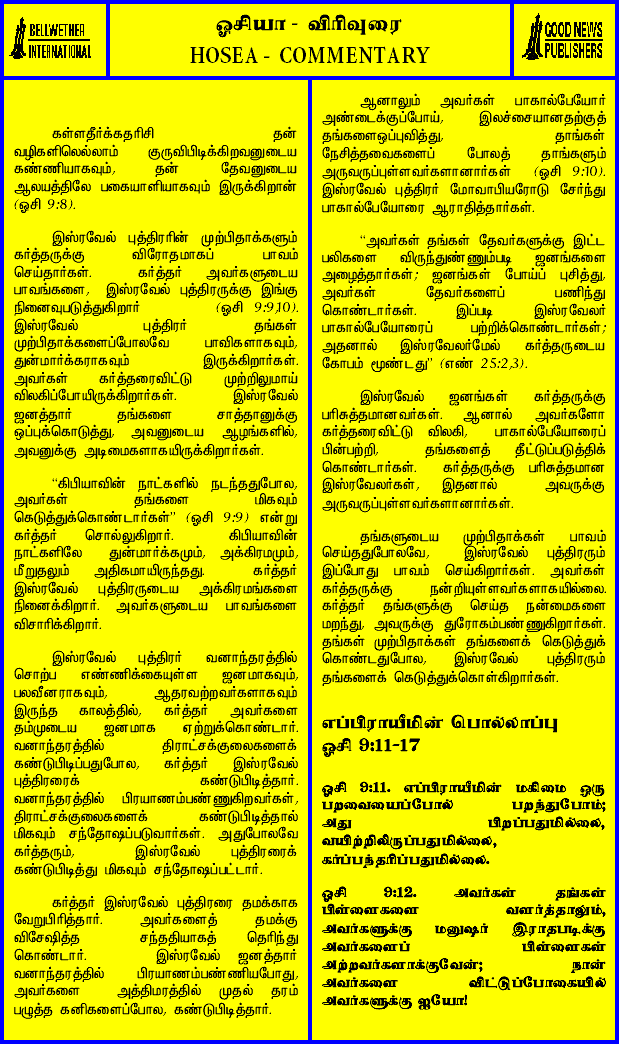 BELLWETHER
INTERNATIONAL
ஓசியா - விரிவுரை
HOSEA - COMMENTARY
GOOD NEWS
PUBLISHERS
கள்ளதீர்க்கதரிசி தன்
வழிகளிலெல்லாம் குருவிபிடிக்கிறவனுடைய
கண்ணியாகவும், தன் தேவனுடைய
ஆலயத்திலே பகையாளியாகவும் இருக்கிறான்
(ஓசி 9:8).
இஸ்ரவேல் புத்திரரின் முற்பிதாக்களும்
கர்த்தருக்கு விரோதமாகப் பாவம்
செய்தார்கள். கர்த்தர் அவர்களுடைய
பாவங்களை, இஸ்ரவேல் புத்திரருக்கு இங்கு
நினைவுபடுத்துகிறார் (ஓசி 9:9,10).
இஸ்ரவேல் புத்திரர் தங்கள்
முற்பிதாக்களைப்போலவே பாவிகளாகவும்,
துன்மார்க்கராகவும் இருக்கிறார்கள்.
அவர்கள் கர்த்தரைவிட்டு முற்றிலுமாய்
விலகிப்போயிருக்கிறார்கள். இஸ்ரவேல்
ஜனத்தார் தங்களை சாத்தானுக்கு
ஒப்புக்கொடுத்து, அவனுடைய ஆழங்களில்,
அவனுக்கு அடிமைகளாகயிருக்கிறார்கள்.
“கிபியாவின் நாட்களில் நடந்ததுபோல,
அவர்கள் தங்களை மிகவும்
கெடுத்துக்கொண்டார்கள்” (ஓசி 9:9) என்று
கர்த்தர் சொல்லுகிறார். கிபியாவின்
நாட்களிலே துன்மார்க்கமும், அக்கிரமமும்,
மீறுதலும் அதிகமாயிருந்தது. கர்த்தர்
இஸ்ரவேல் புத்திரருடைய அக்கிரமங்களை
நினைக்கிறார். அவர்களுடைய பாவங்களை
விசாரிக்கிறார்.
இஸ்ரவேல் புத்திரர் வனாந்தரத்தில்
சொற்ப எண்ணிக்கையுள்ள ஜனமாகவும்,
பலவீனராகவும், ஆதரவற்றவர்களாகவும்
இருந்த காலத்தில், கர்த்தர் அவர்களை
தம்முடைய ஜனமாக ஏற்றுக்கொண்டார்.
வனாந்தரத்தில் திராட்சக்குலைகளைக்
கண்டுபிடிப்பதுபோல, கர்த்தர் இஸ்ரவேல்
புத்திரரைக் கண்டுபிடித்தார்.
வனாந்தரத்தில் பிரயாணம்பண்ணுகிறவர்கள்,
திராட்சக்குலைகளைக் கண்டுபிடித்தால்
மிகவும் சந்தோஷப்படுவார்கள். அதுபோலவே
கர்த்தரும், இஸ்ரவேல் புத்திரரைக்
கண்டுபிடித்து மிகவும் சந்தோஷப்பட்டார்.
கர்த்தர் இஸ்ரவேல் புத்திரரை தமக்காக
வேறுபிரித்தார். அவர்களைத் தமக்கு
விசேஷித்த சந்ததியாகத் தெரிந்து
கொண்டார். இஸ்ரவேல் ஜனத்தார்
வனாந்தரத்தில் பிரயாணம்பண்ணியபோது,
அவர்களை அத்திமரத்தில் முதல் தரம்
பழுத்த கனிகளைப்போல, கண்டுபிடித்தார்.
ஆனாலும் அவர்கள் பாகால்பேயோர்
அண்டைக்குப்போய், இலச்சையானதற்குத்
தங்களைஒப்புவித்து, தாங்கள்
நேசித்தவைகளைப் போலத் தாங்களும்
அருவருப்புள்ளவர்களானார்கள் (ஓசி 9:10).
இஸ்ரவேல் புத்திரர் மோவாபியரோடு சேர்ந்து
பாகால்பேயோரை ஆராதித்தார்கள்.
“அவர்கள் தங்கள் தேவர்களுக்கு இட்ட
பலிகளை விருந்துண்ணும்படி ஜனங்களை
அழைத்தார்கள்; ஜனங்கள் போய்ப் புசித்து,
அவர்கள் தேவர்களைப் பணிந்து
கொண்டார்கள். இப்படி இஸ்ரவேலர்
பாகால்பேயோரைப் பற்றிக்கொண்டார்கள்;
அதனால் இஸ்ரவேலர்மேல் கர்த்தருடைய
கோபம் மூண்டது” (எண் 25:2,3).
இஸ்ரவேல் ஜனங்கள் கர்த்தருக்கு
பரிசுத்தமானவர்கள். ஆனால் அவர்களோ
கர்த்தரைவிட்டு விலகி, பாகால்பேயோரைப்
பின்பற்றி, தங்களைத் தீட்டுப்படுத்திக்
கொண்டார்கள். கர்த்தருக்கு பரிசுத்தமான
இஸ்ரவேலர்கள், இதனால் அவருக்கு
அருவருப்புள்ளவர்களானார்கள்.
தங்களுடைய முற்பிதாக்கள் பாவம்
செய்ததுபோலவே, இஸ்ரவேல் புத்திரரும்
இப்போது பாவம் செய்கிறார்கள். அவர்கள்
கர்த்தருக்கு நன்றியுள்ளவர்களாகயில்லை.
கர்த்தர் தங்களுக்கு செய்த நன்மைகளை
மறந்து, அவருக்கு துரோகம்பண்ணுகிறார்கள்.
தங்கள் முற்பிதாக்கள் தங்களைக் கெடுத்துக்
கொண்டதுபோல, இஸ்ரவேல் புத்திரரும்
தங்களைக் கெடுத்துக்கொள்கிறார்கள்.
எப்பிராயீமின் பொல்லாப்பு
ஓசி 9:11-17
ஓசி 9:11. எப்பிராயீமின் மகிமை ஒரு
பறவையைப்போல் பறந்துபோம்;
அது பிறப்பதுமில்லை,
வயிற்றிலிருப்பதுமில்லை,
கர்ப்பந்தரிப்பதுமில்லை.
ஓசி 9:12. அவர்கள் தங்கள்
பிள்ளைகளை வளர்த்தாலும்,
அவர்களுக்கு மனுஷர் இராதபடிக்கு
அவர்களைப் பிள்ளைகள்
அற்றவர்களாக்குவேன்; நான்
அவர்களை விட்டுப்போகையில்
அவர்களுக்கு ஐயோ!